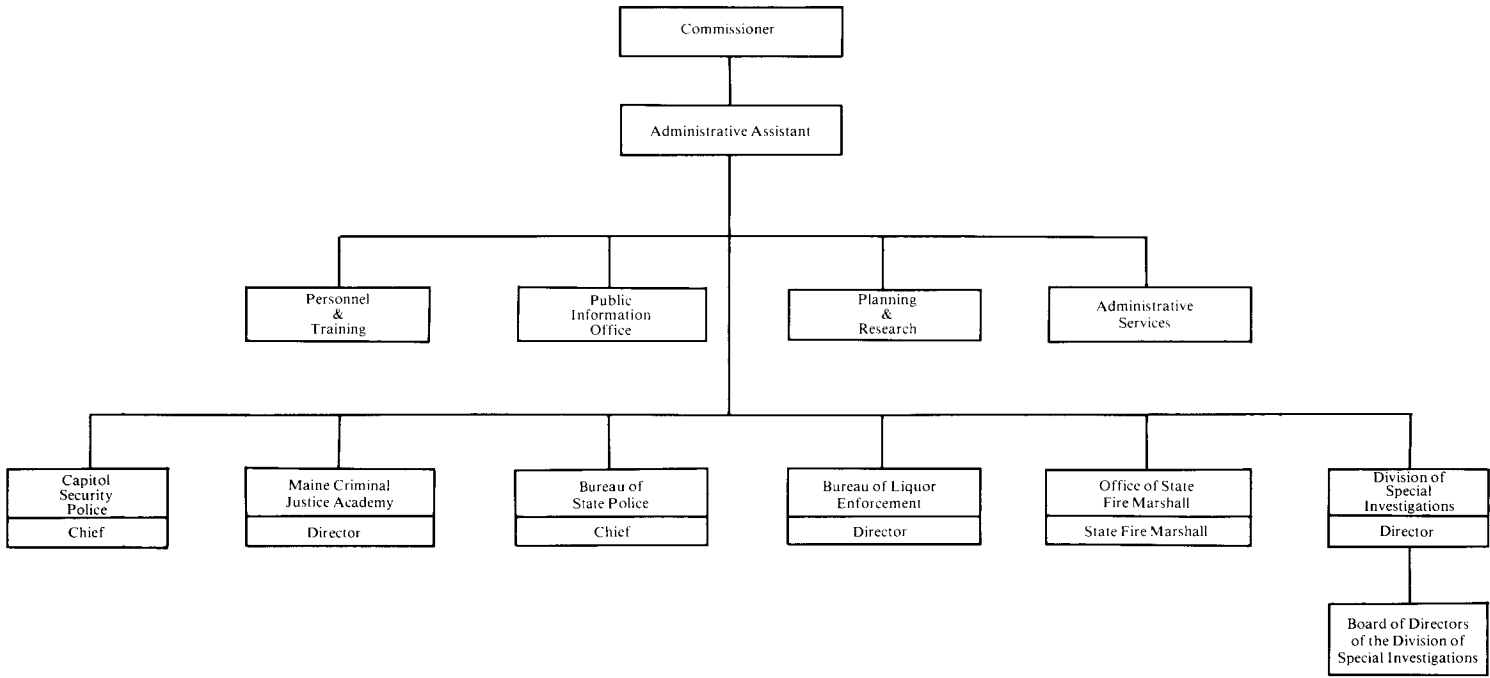 Commissioner
Administrative Assistant
Personnel
&
Training
Public
Information
Office
Planning
&
Research
Administrative
Services
Capitol
Security
Police
Chief
Maine Criminal
Justice Academy
Director
Bureau of
State Police
Chief
Bureau of Liquor
Enforcement
Director
Office of State
Fire Marshall
State Fire Marshall
Division of
Special
Investigations
Director
Board of Directors
of the Division of
Special Investigations